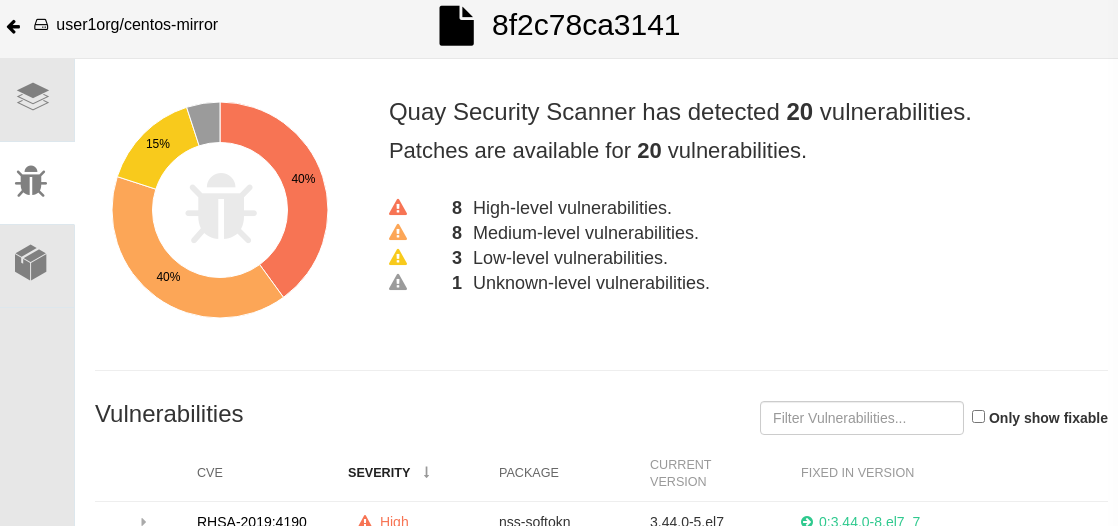 user1org/centos-mirror
8f2c78ca3141
15%
40%
40%
Quay Security Scanner has detected 20 vulnerabilities.
Patches are available for 20 vulnerabilities.
8 High-level vulnerabilities.
8 Medium-level vulnerabilities.
3 Low-level vulnerabilities.
1 Unknown-level vulnerabilities.
Vulnerabilities
Filter Vulnerabilities...
Only show fixable
CVE SEVERITY PACKAGE CURRENT VERSION FIXED IN VERSION
RHSA-2019:4190 High nss-softokn 3.44.0-5.el7 0:3.44.0-8.el7_7